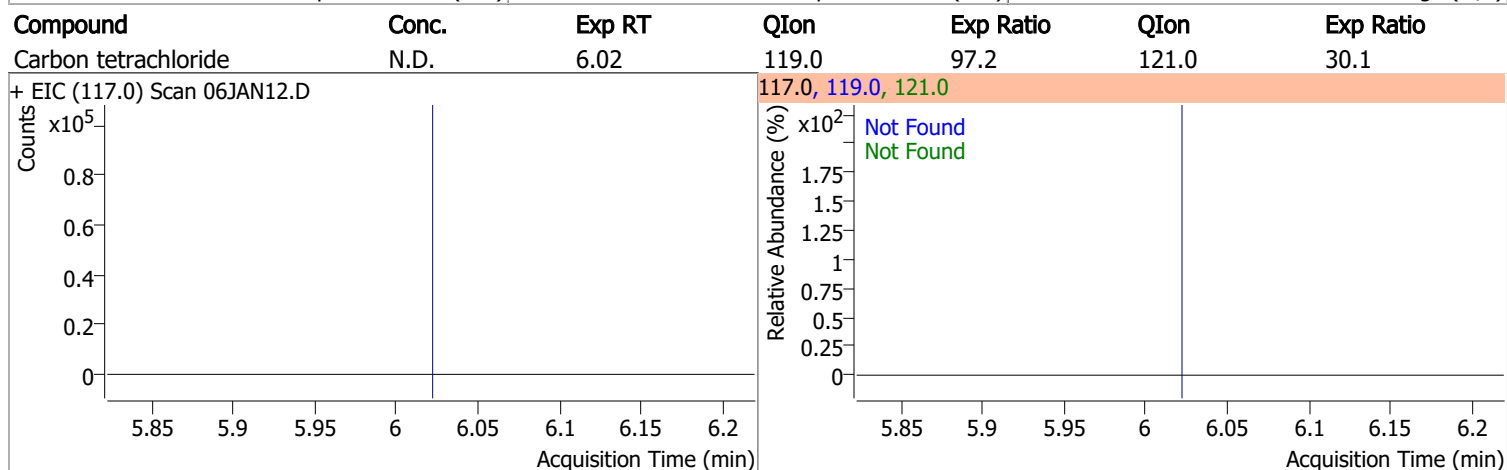 Compound Conc. Exp RT QIon Exp Ratio QIon Exp Ratio
Carbon tetrachloride N.D. 6.02 119.0 97.2 121.0 30.1
+ EIC (117.0) Scan 06JAN12.D
Counts
x10⁵
0.8
0.6
0.4
0.2
0
5.85 5.9 5.95 6 6.05 6.1 6.15 6.2
Acquisition Time (min)
117.0, 119.0, 121.0
Relative Abundance (%)
x10²
Not Found
Not Found
1.75
1.5
1.25
1
0.75
0.5
0.25
0
5.85 5.9 5.95 6 6.05 6.1 6.15 6.2
Acquisition Time (min)